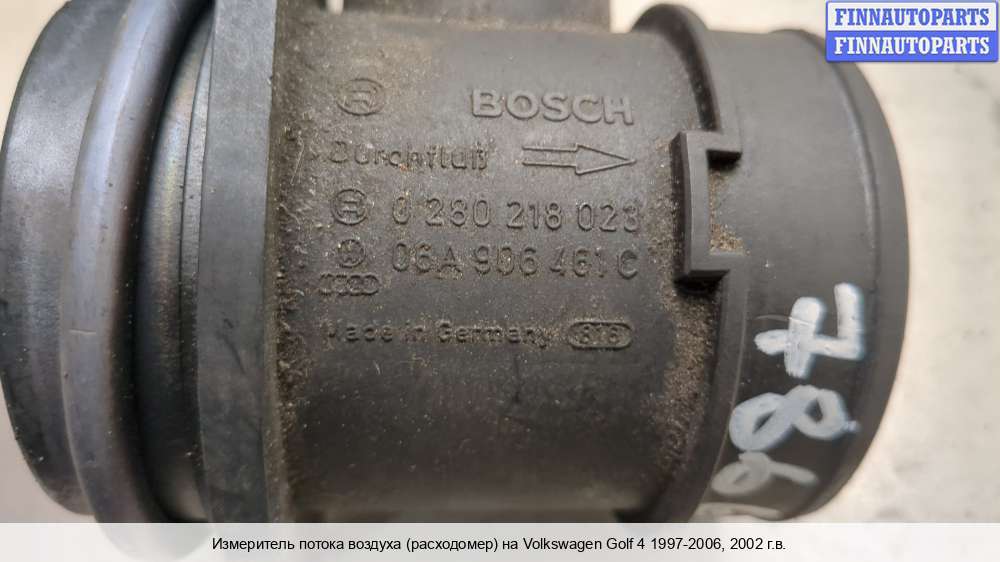 FINNAUTOPARTS
FINNAUTOPARTS
BOSCH
Durchfluß
0 280 218 023
06A 906 461 C
Made in Germany
987
Измеритель потока воздуха (расходомер) на Volkswagen Golf 4 1997-2006, 2002 г.в.